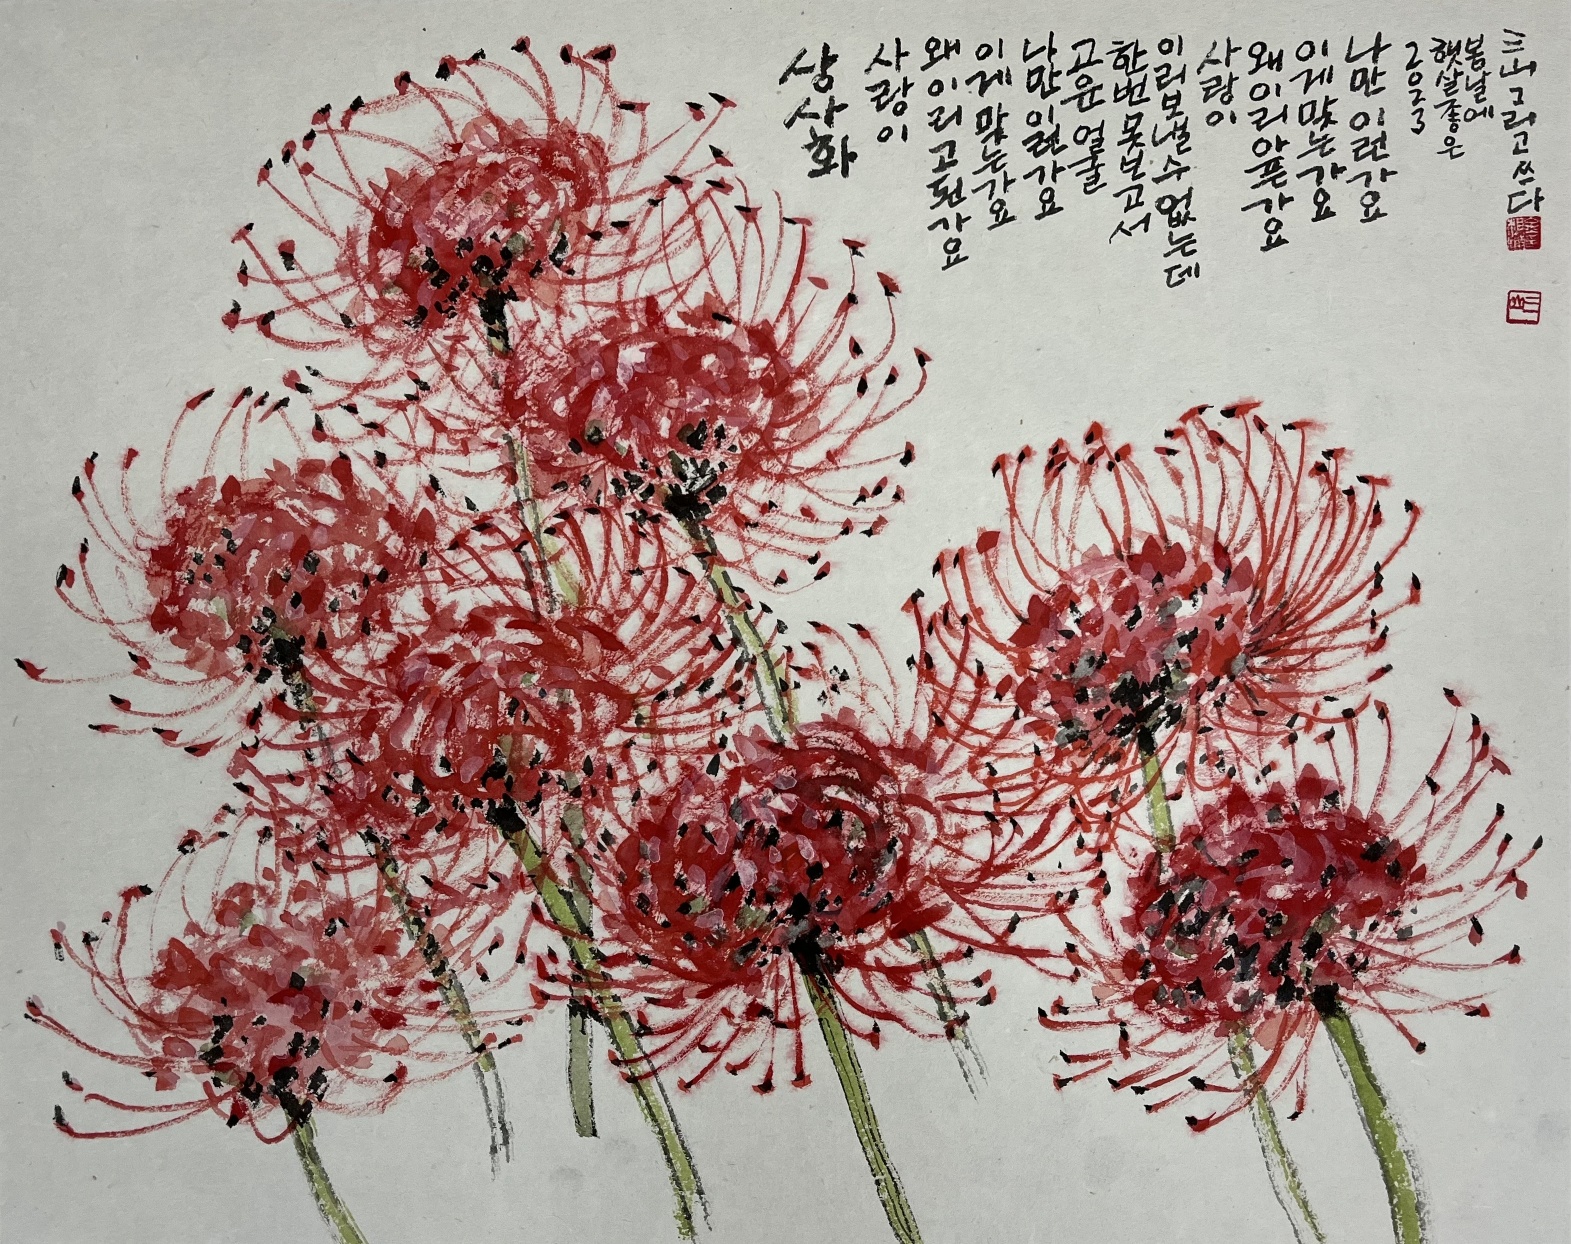 상사화
사랑이
왜 이리 고된가요
이게 맞는가요
나만 이런가요
고운 얼굴
한번 못보고서
이리 보낼 수 없는데
사랑이
왜 이리 아픈가요
이게 맞는가요
나만 이런가요
2023
햇살좋은
봄날에
三山 그리고 쓰다
三山